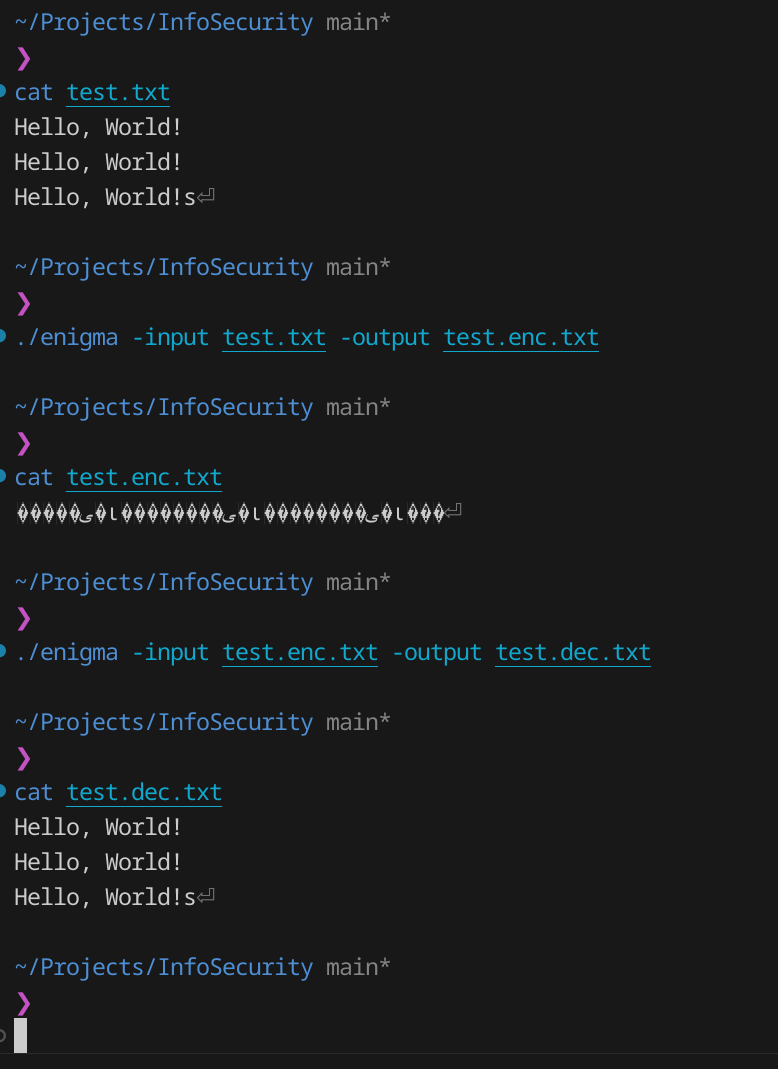 ~/Projects/InfoSecurity main*
❯
cat test.txt
Hello, World!
Hello, World!
Hello, World!s⏎
~/Projects/InfoSecurity main*
❯
./enigma -input test.txt -output test.enc.txt
~/Projects/InfoSecurity main*
❯
cat test.enc.txt
�����ی�ɩ��������ی�ɩ��������ی�ɩ���⏎
~/Projects/InfoSecurity main*
❯
./enigma -input test.enc.txt -output test.dec.txt
~/Projects/InfoSecurity main*
❯
cat test.dec.txt
Hello, World!
Hello, World!
Hello, World!s⏎
~/Projects/InfoSecurity main*
❯